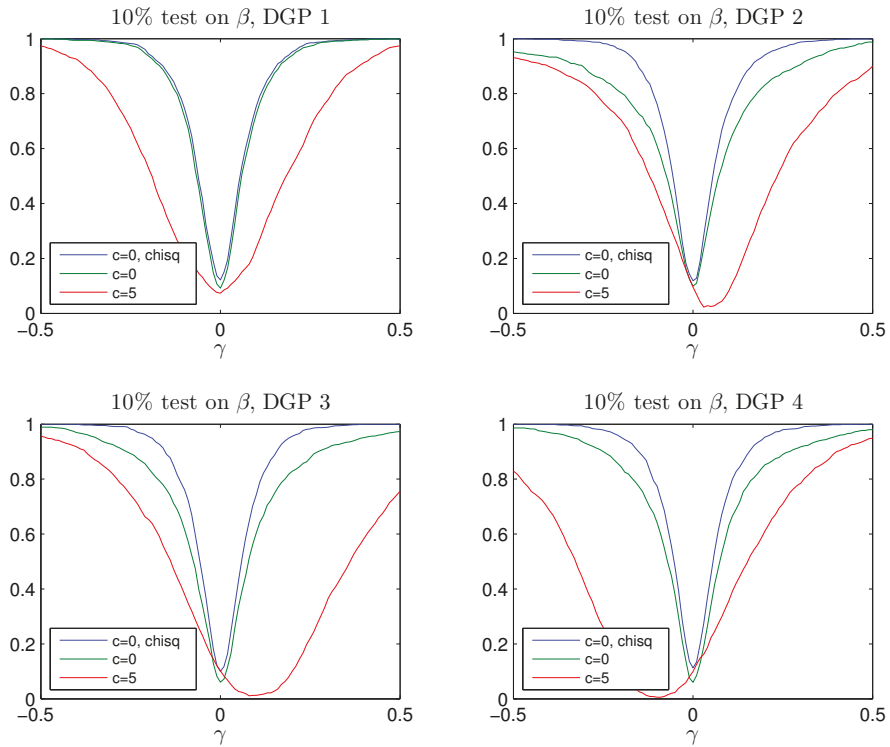 10% test on β, DGP 1
1
0.8
0.6
0.4
0.2
0
c=0, chisq
c=0
c=5
−0.5
0
0.5
γ
10% test on β, DGP 2
1
0.8
0.6
0.4
0.2
0
c=0, chisq
c=0
c=5
−0.5
0
0.5
γ
10% test on β, DGP 3
1
0.8
0.6
0.4
0.2
0
c=0, chisq
c=0
c=5
−0.5
0
0.5
γ
10% test on β, DGP 4
1
0.8
0.6
0.4
0.2
0
c=0, chisq
c=0
c=5
−0.5
0
0.5
γ